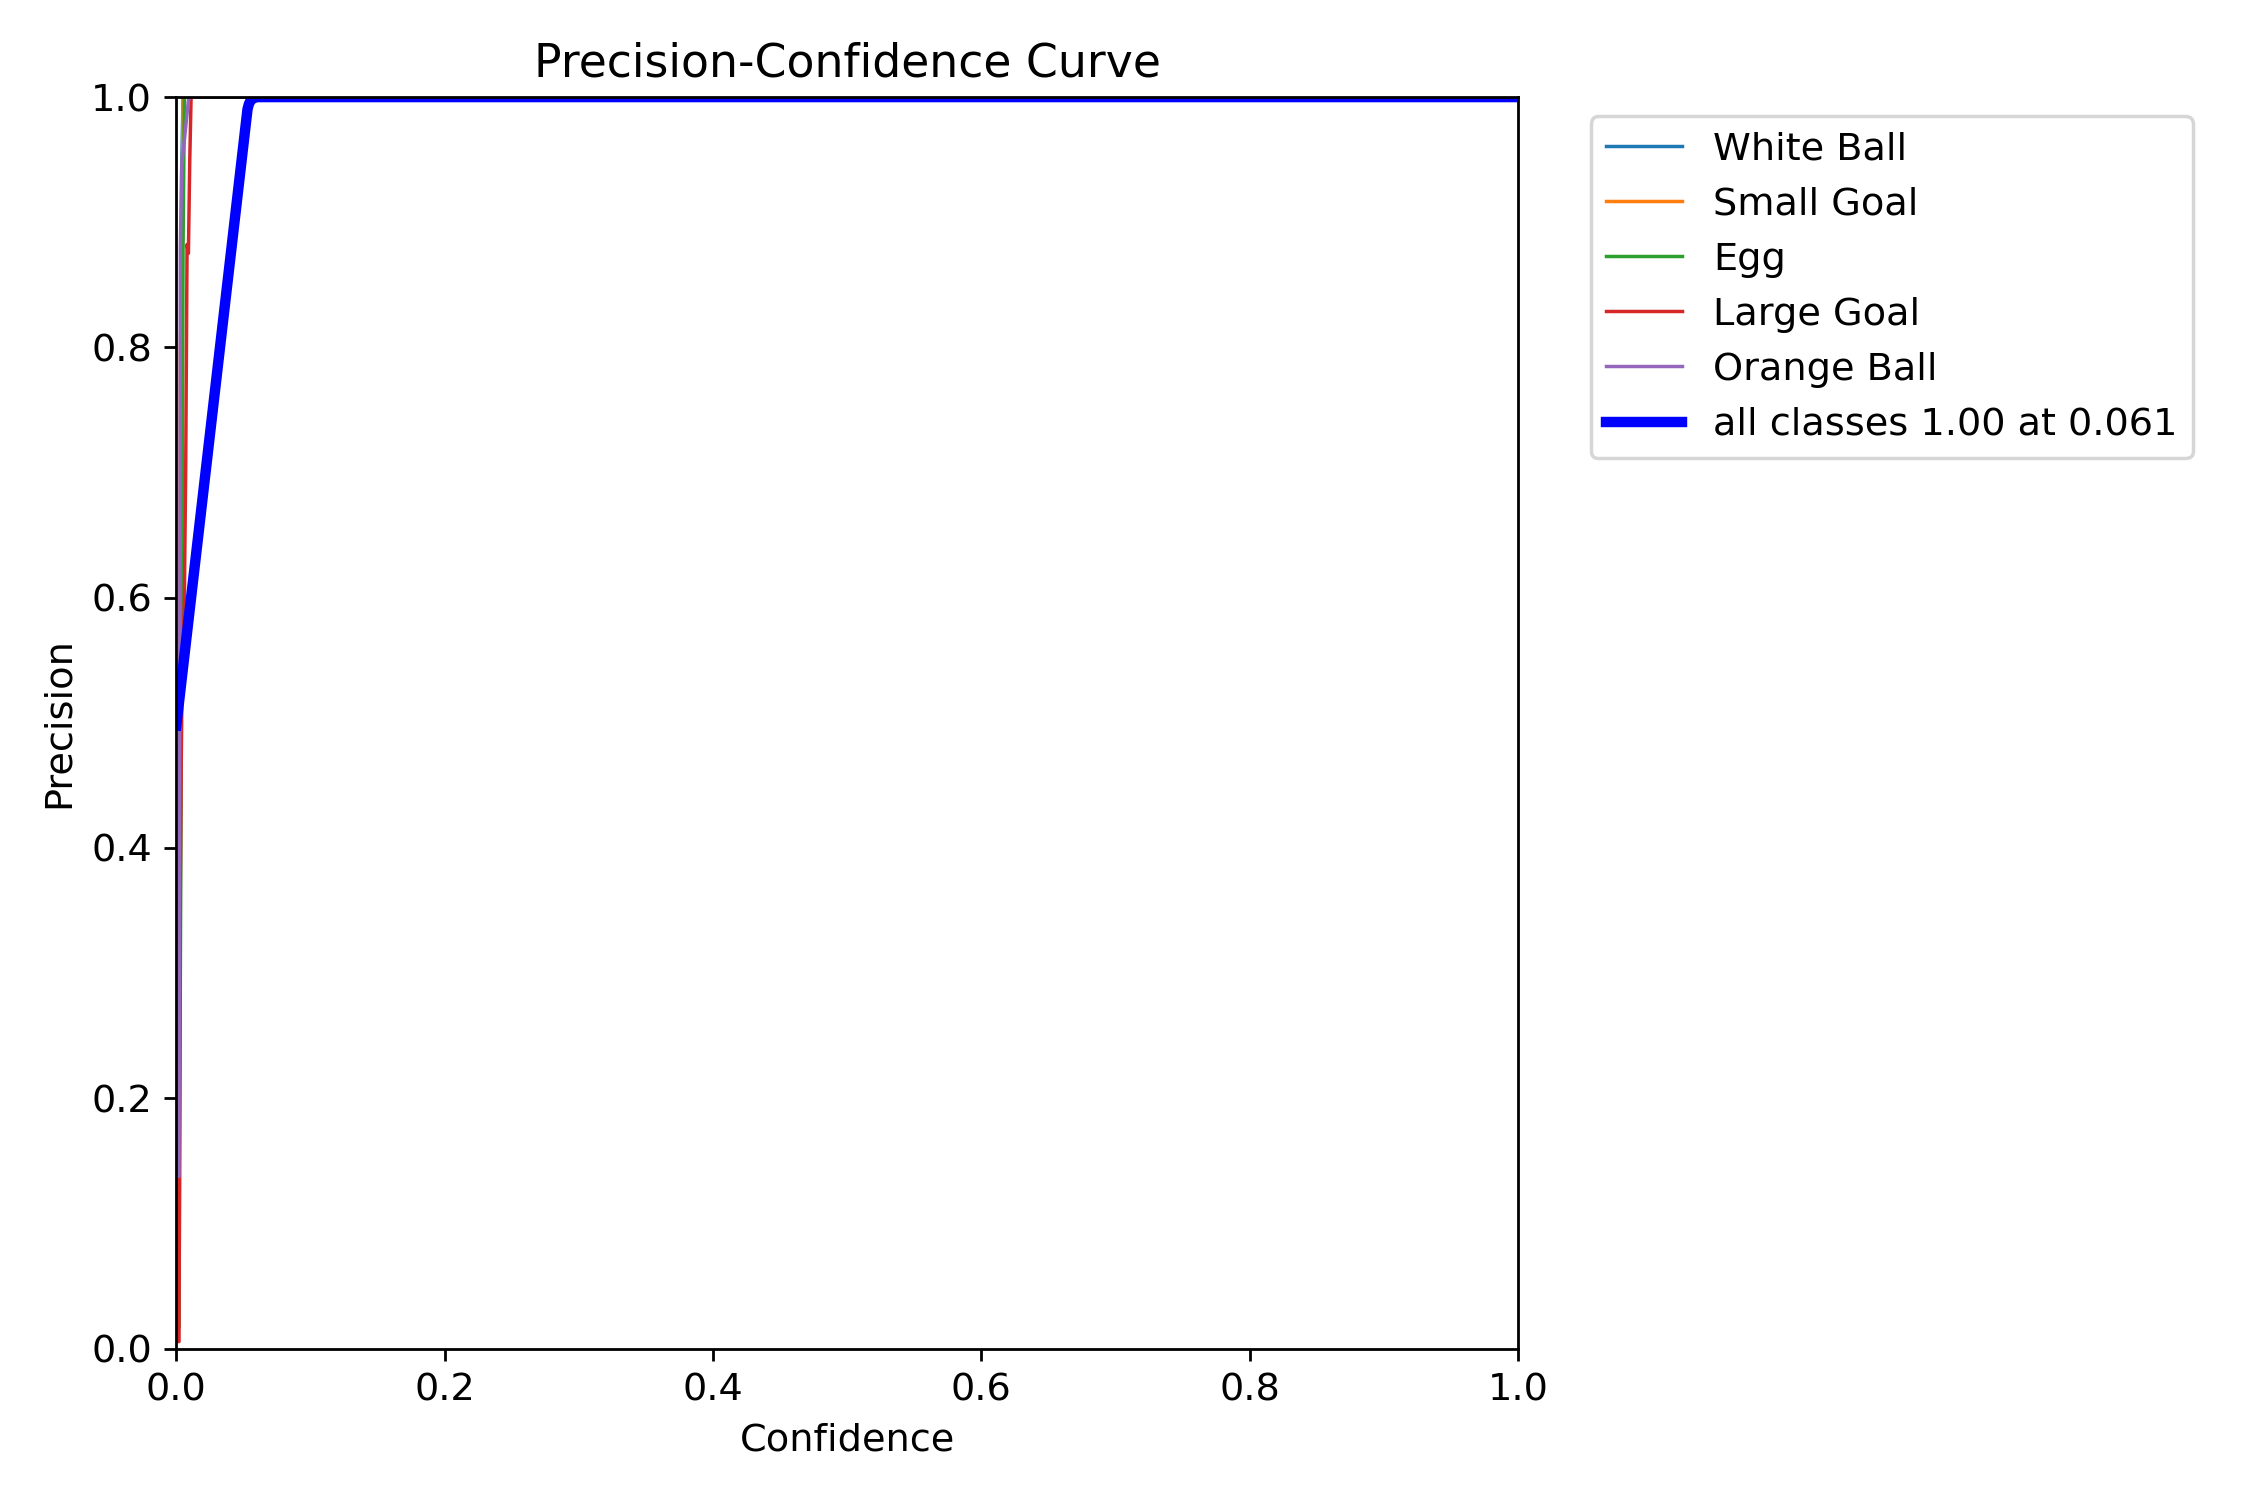 Precision-Confidence Curve
1.0
0.8
0.6
0.4
0.2
0.0
Precision
0.0 0.2 0.4 0.6 0.8 1.0
Confidence
White Ball
Small Goal
Egg
Large Goal
Orange Ball
all classes 1.00 at 0.061